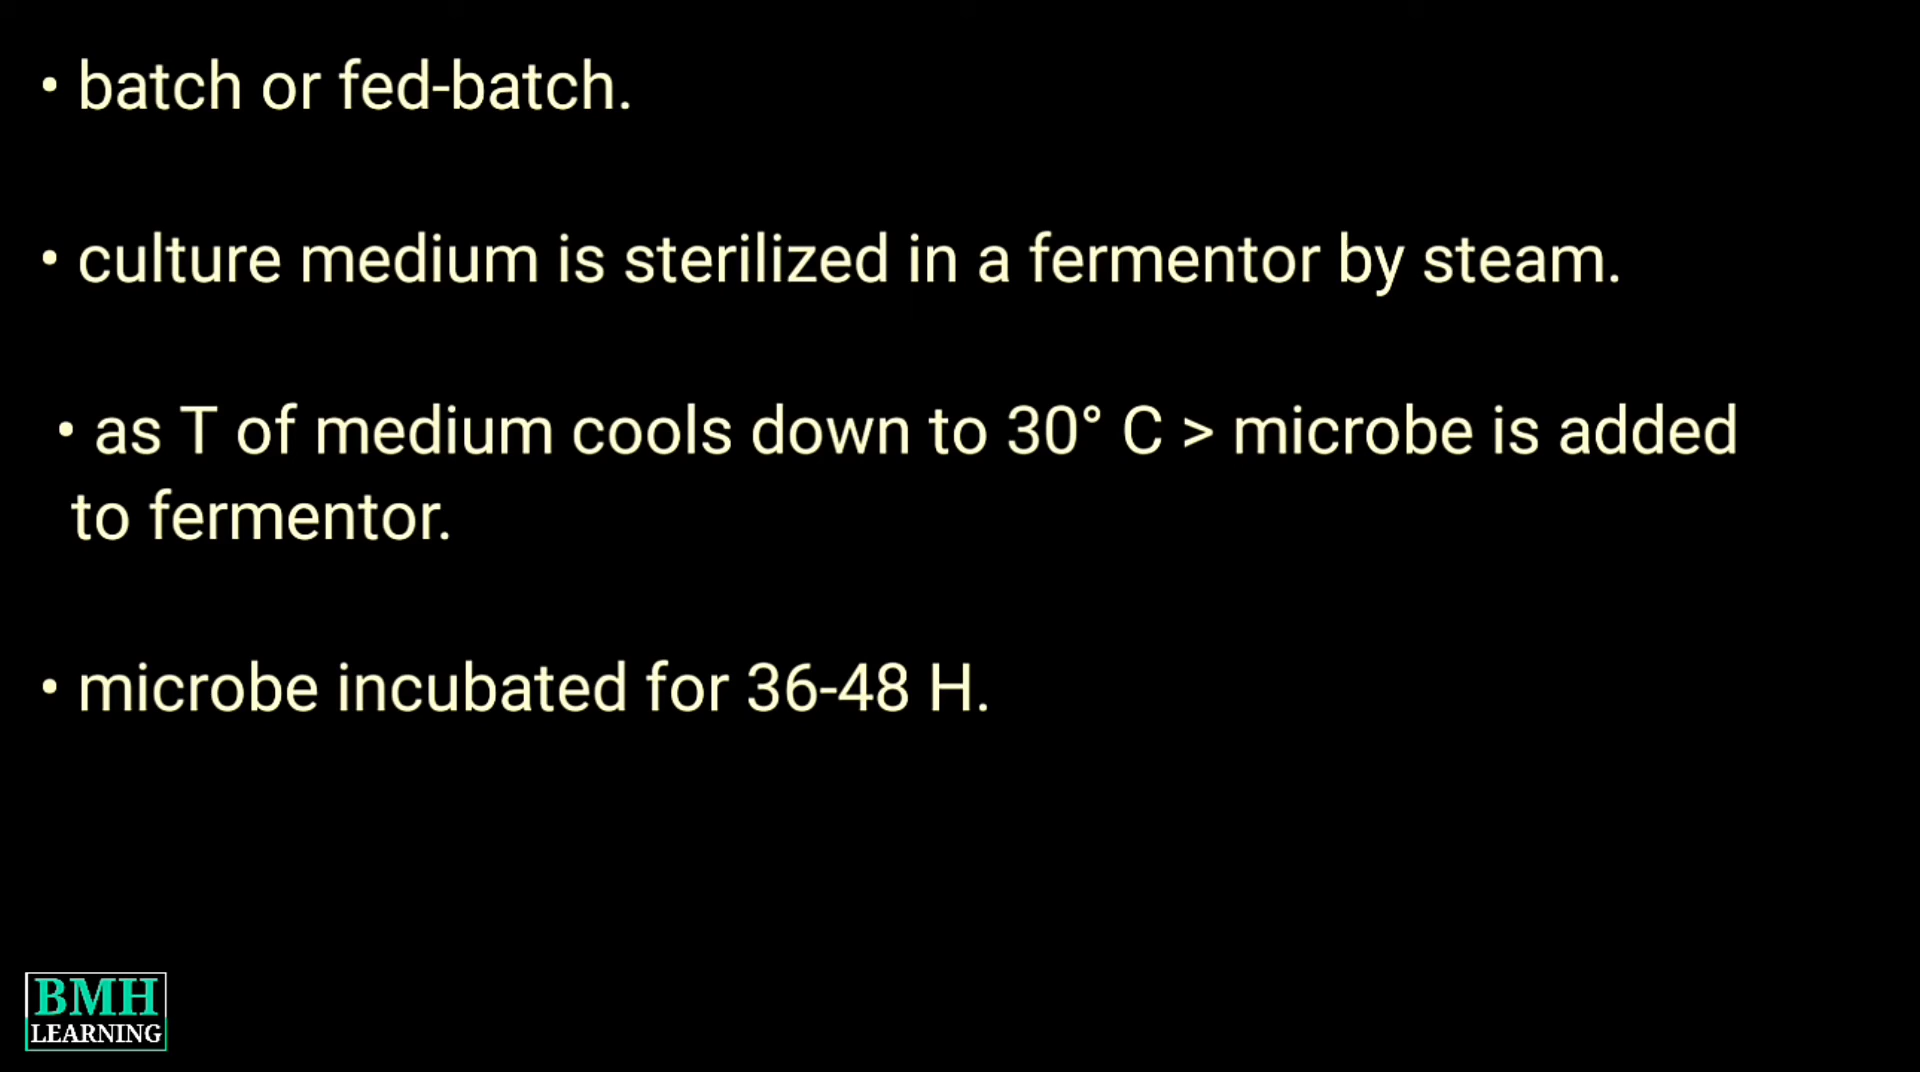 • batch or fed-batch.
• culture medium is sterilized in a fermentor by steam.
• as T of medium cools down to 30° C > microbe is added
to fermentor.
• microbe incubated for 36-48 H.
BMH
LEARNING